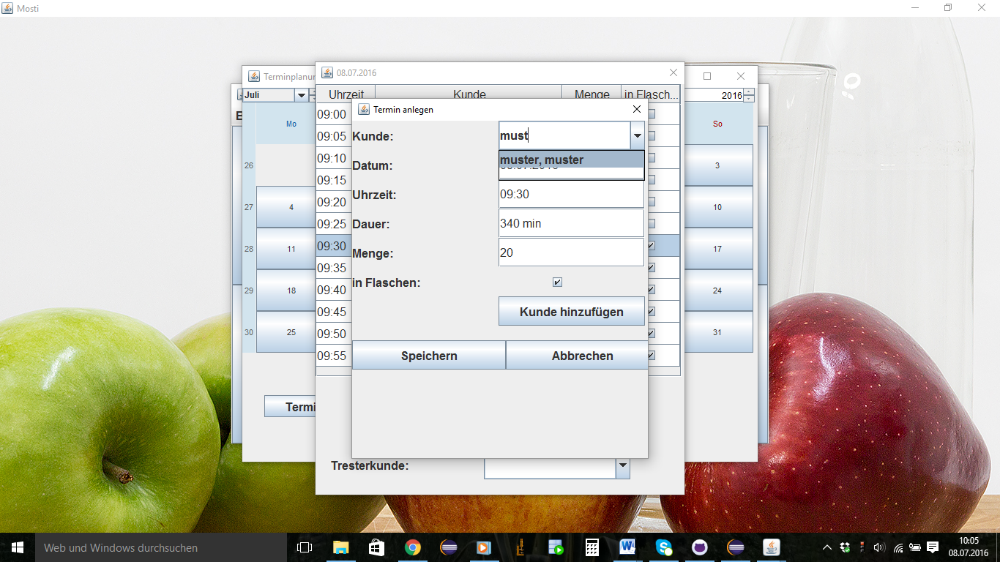 Mosti
Terminplanun
08.07.2016
Juli
2016
Uhrzeit Kunde Menge in Flasch...
Termin anlegen
B
Mo
So
09:00
09:05
09:10
09:15
09:20
09:25
09:30
09:35
09:40
09:45
09:50
09:55
Kunde: must
muster, muster
Datum:
Uhrzeit: 09:30
Dauer: 340 min
Menge: 20
in Flaschen:
Kunde hinzufügen
Speichern Abbrechen
26 3
27 4 10
28 11 17
29 18 24
30 25 31
Termi
Tresterkunde:
Web und Windows durchsuchen
10:05
08.07.2016